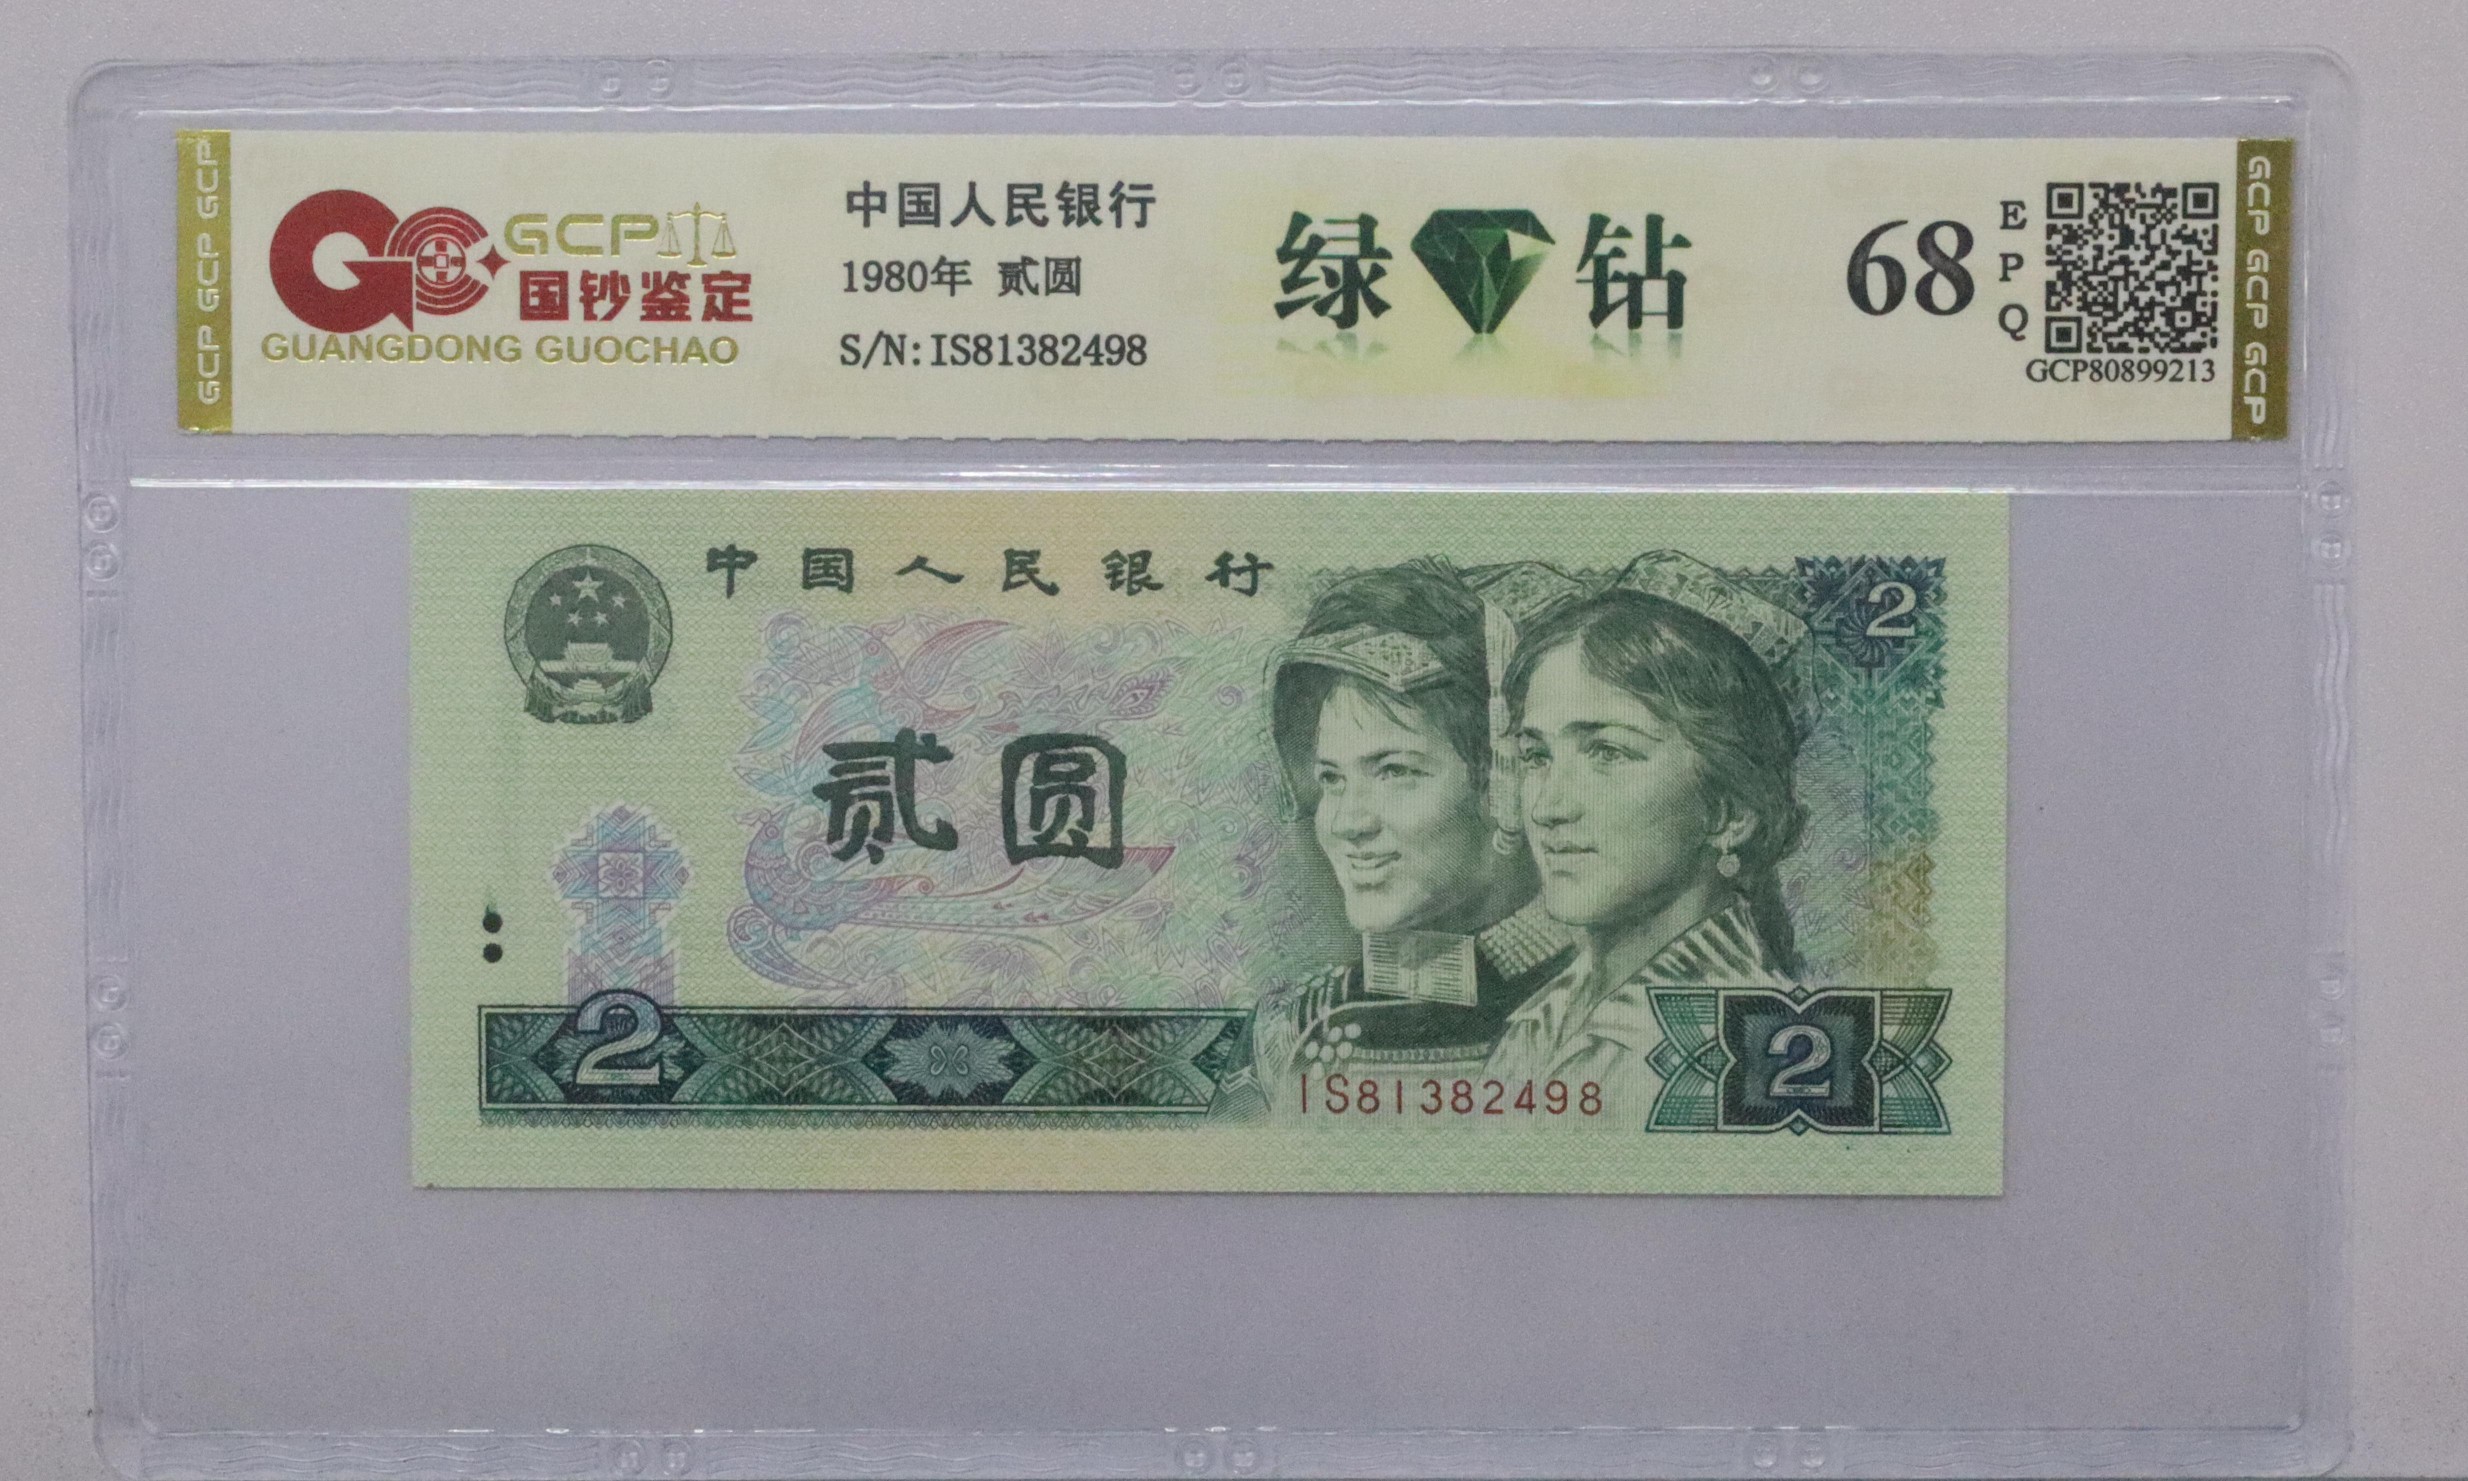 GCP GCP GCP
GCP
国钞鉴定
GUANGDONG GUOCHAO
中国人民银行
1980年 贰圆
S/N: IS81382498
绿钻
68
EPQ
GCP80899213
GCP GCP GCP
中国人民银行
2
贰圆
2
IS81382498
2